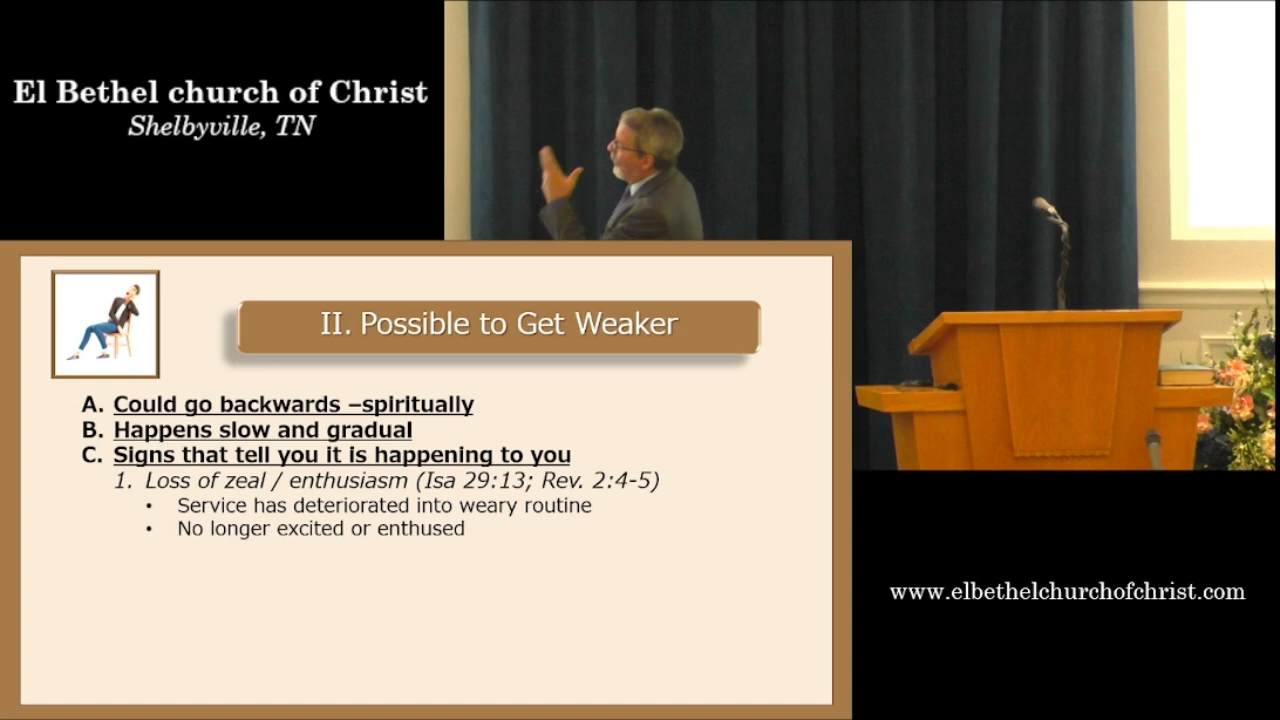 El Bethel church of Christ
Shelbyville, TN
II. Possible to Get Weaker
A. Could go backwards –spiritually
B. Happens slow and gradual
C. Signs that tell you it is happening to you
1. Loss of zeal / enthusiasm (Isa 29:13; Rev. 2:4-5)
• Service has deteriorated into weary routine
• No longer excited or enthused
www.elbethelchurchofchrist.com